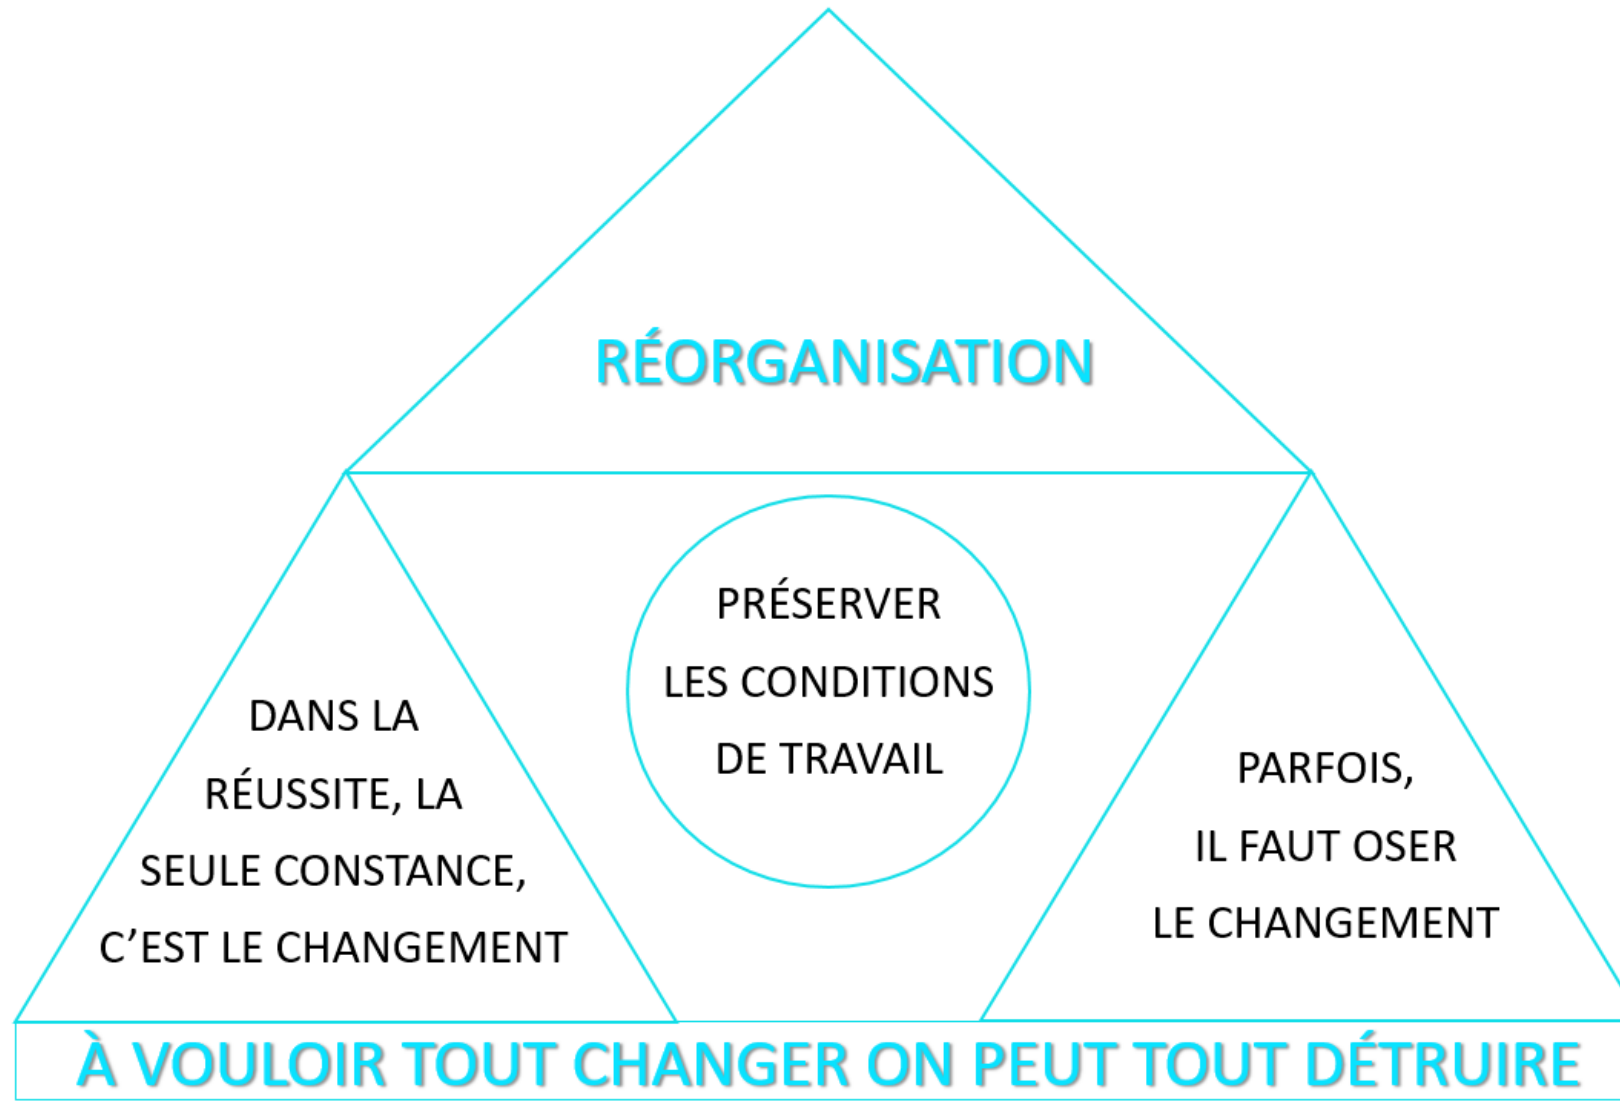 RÉORGANISATION
PRÉSERVER
LES CONDITIONS
DE TRAVAIL
DANS LA
RÉUSSITE, LA
SEULE CONSTANCE,
C’EST LE CHANGEMENT
PARFOIS,
IL FAUT OSER
LE CHANGEMENT
À VOULOIR TOUT CHANGER ON PEUT TOUT DÉTRUIRE